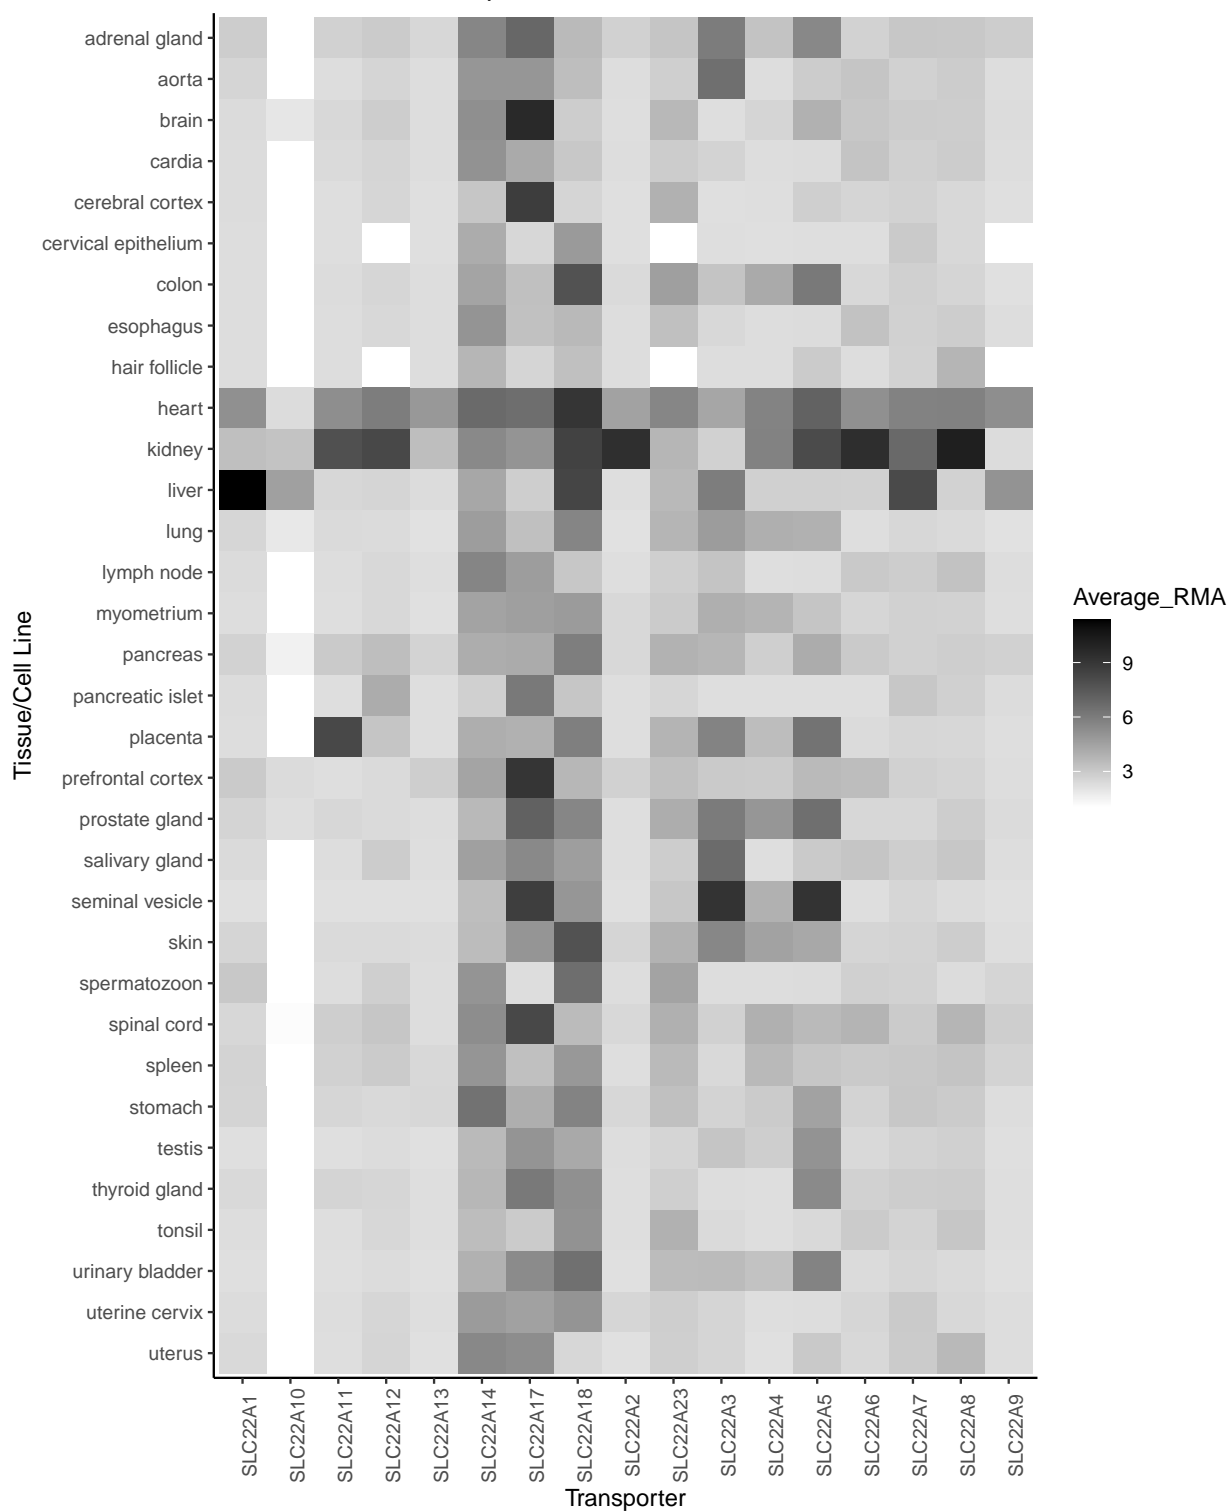 adrenal gland
aorta
brain
cardia
cerebral cortex
cervical epithelium
colon
esophagus
hair follicle
heart
kidney
liver
lung
lymph node
myometrium
pancreas
pancreatic islet
placenta
prefrontal cortex
prostate gland
salivary gland
seminal vesicle
skin
spermatozoon
spinal cord
spleen
stomach
testis
thyroid gland
tonsil
urinary bladder
uterine cervix
uterus
Tissue/Cell Line
SLC22A1
SLC22A10
SLC22A11
SLC22A12
SLC22A13
SLC22A14
SLC22A17
SLC22A18
SLC22A2
SLC22A23
SLC22A3
SLC22A4
SLC22A5
SLC22A6
SLC22A7
SLC22A8
SLC22A9
Transporter
Average_RMA
9
6
3